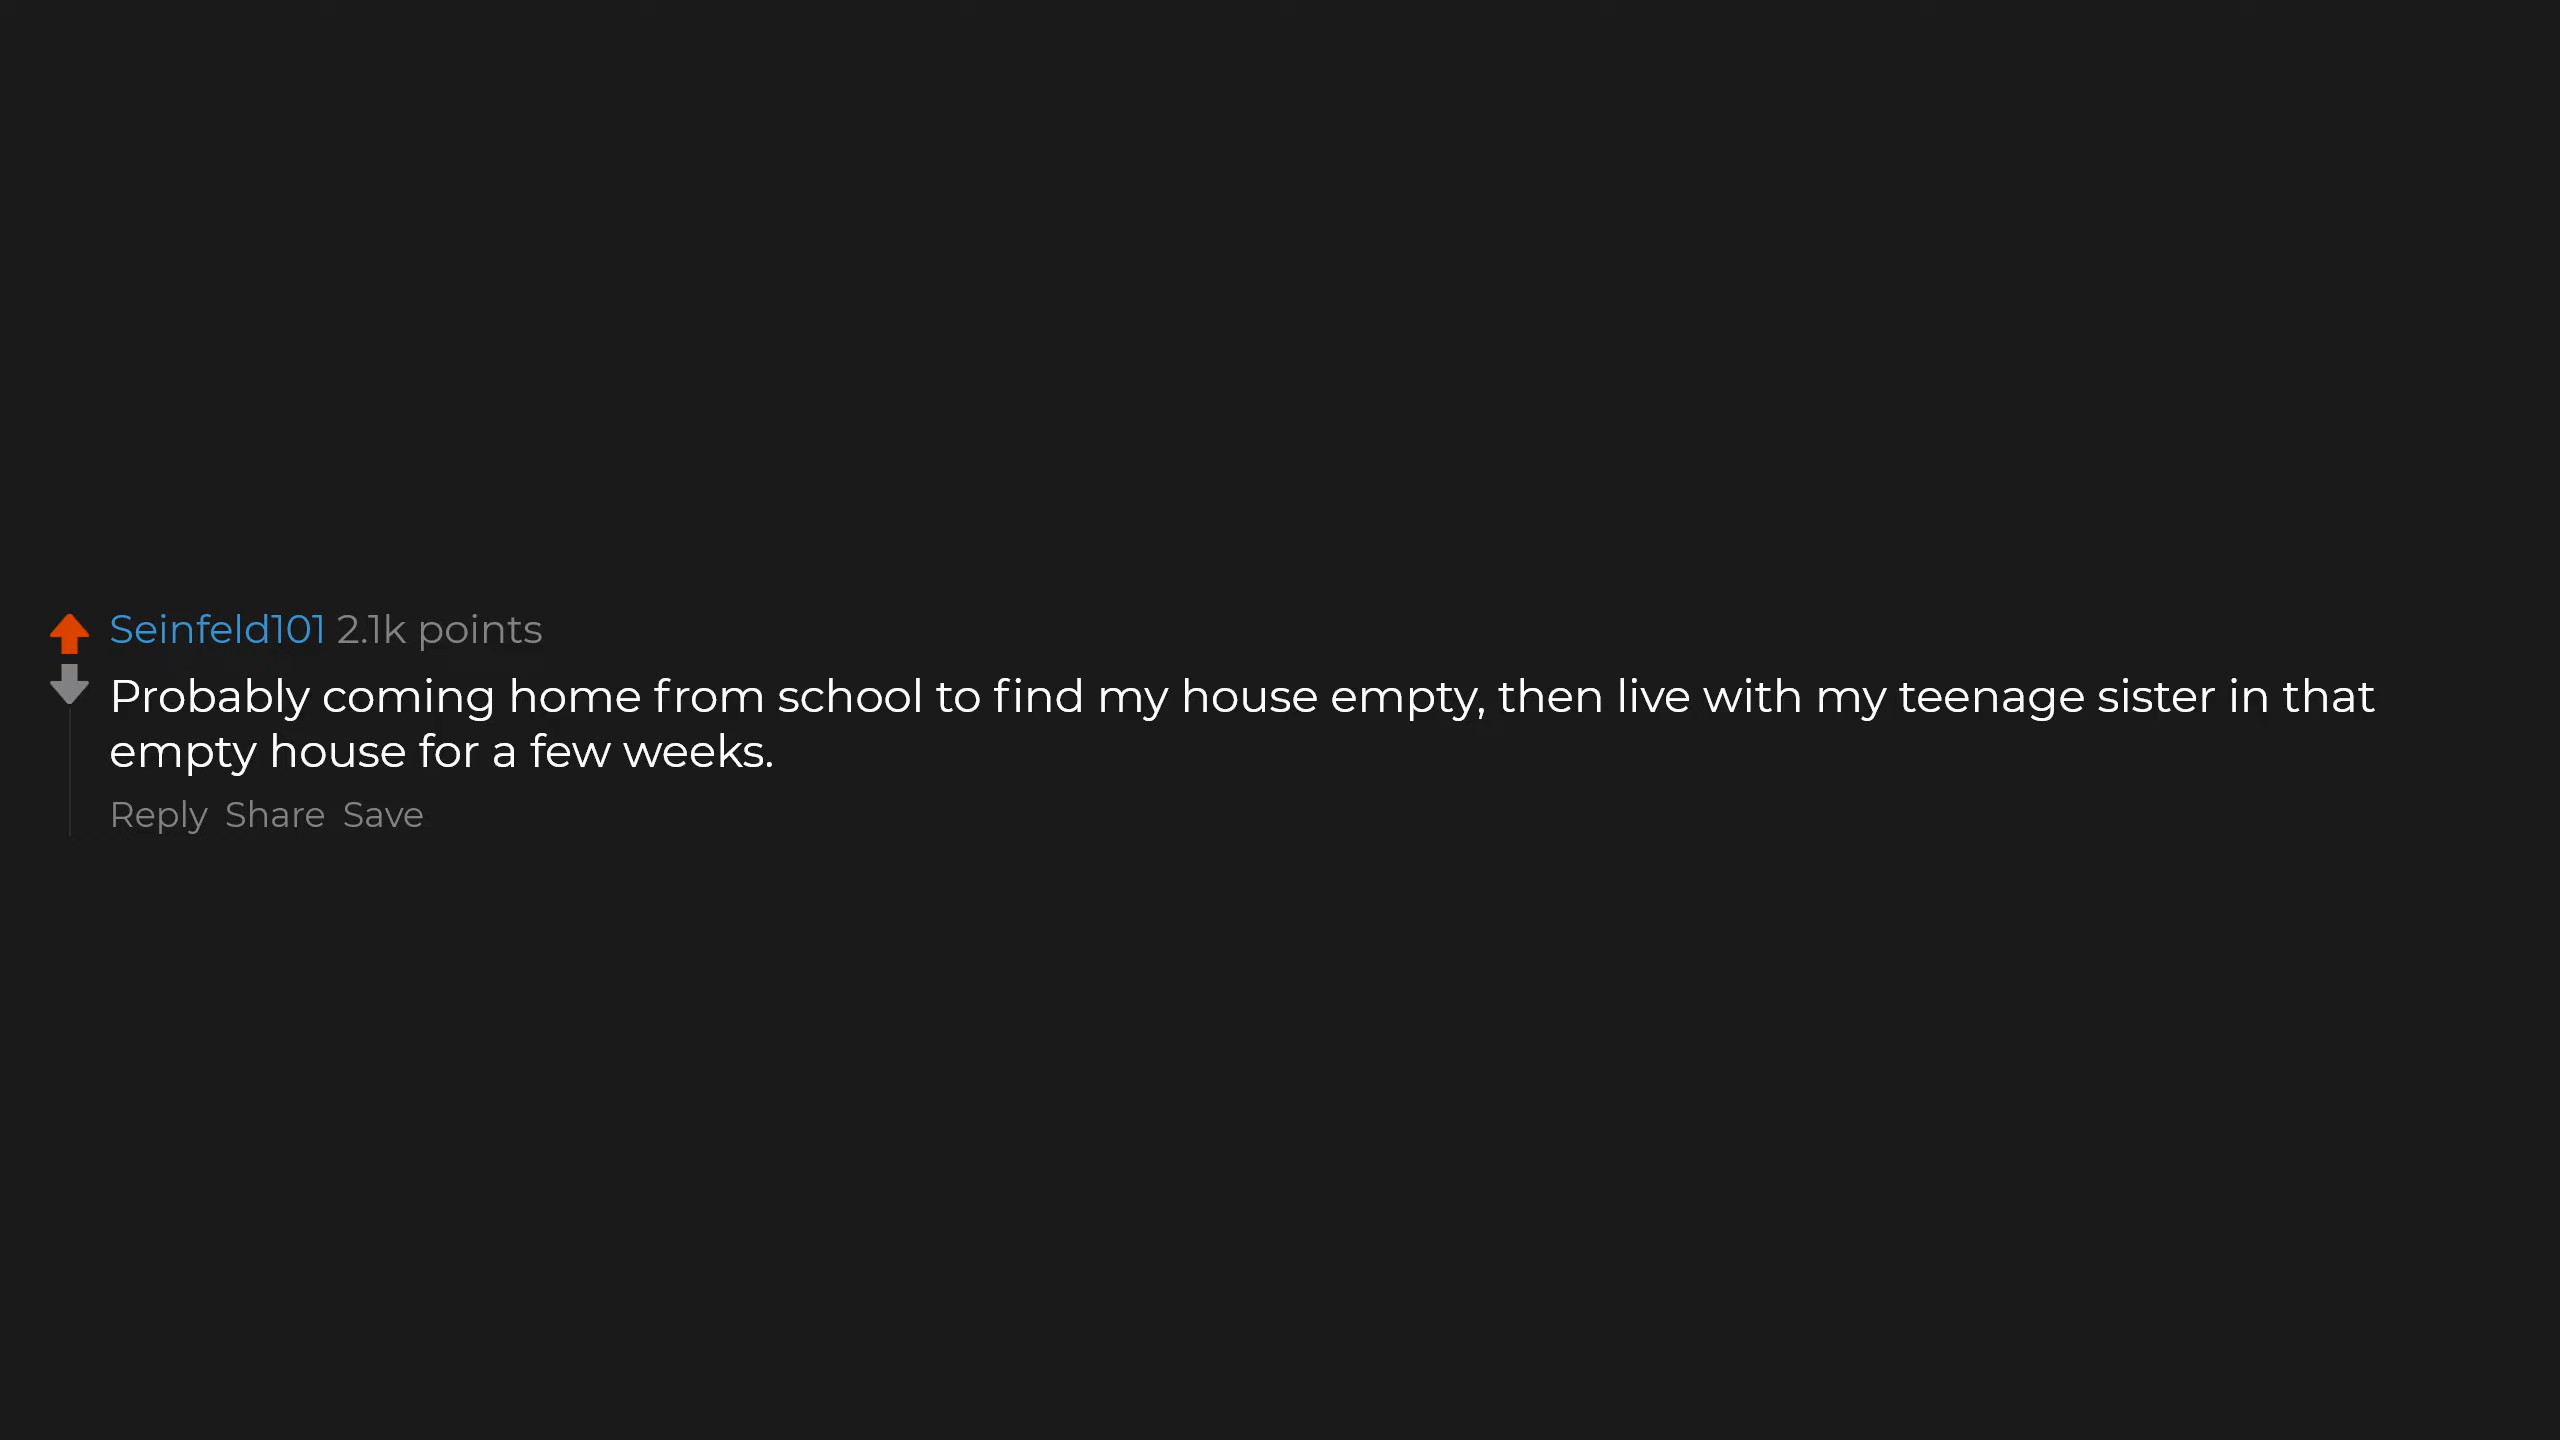 Seinfeld101 2.1k points
Probably coming home from school to find my house empty, then live with my teenage sister in that
empty house for a few weeks.
Reply Share Save